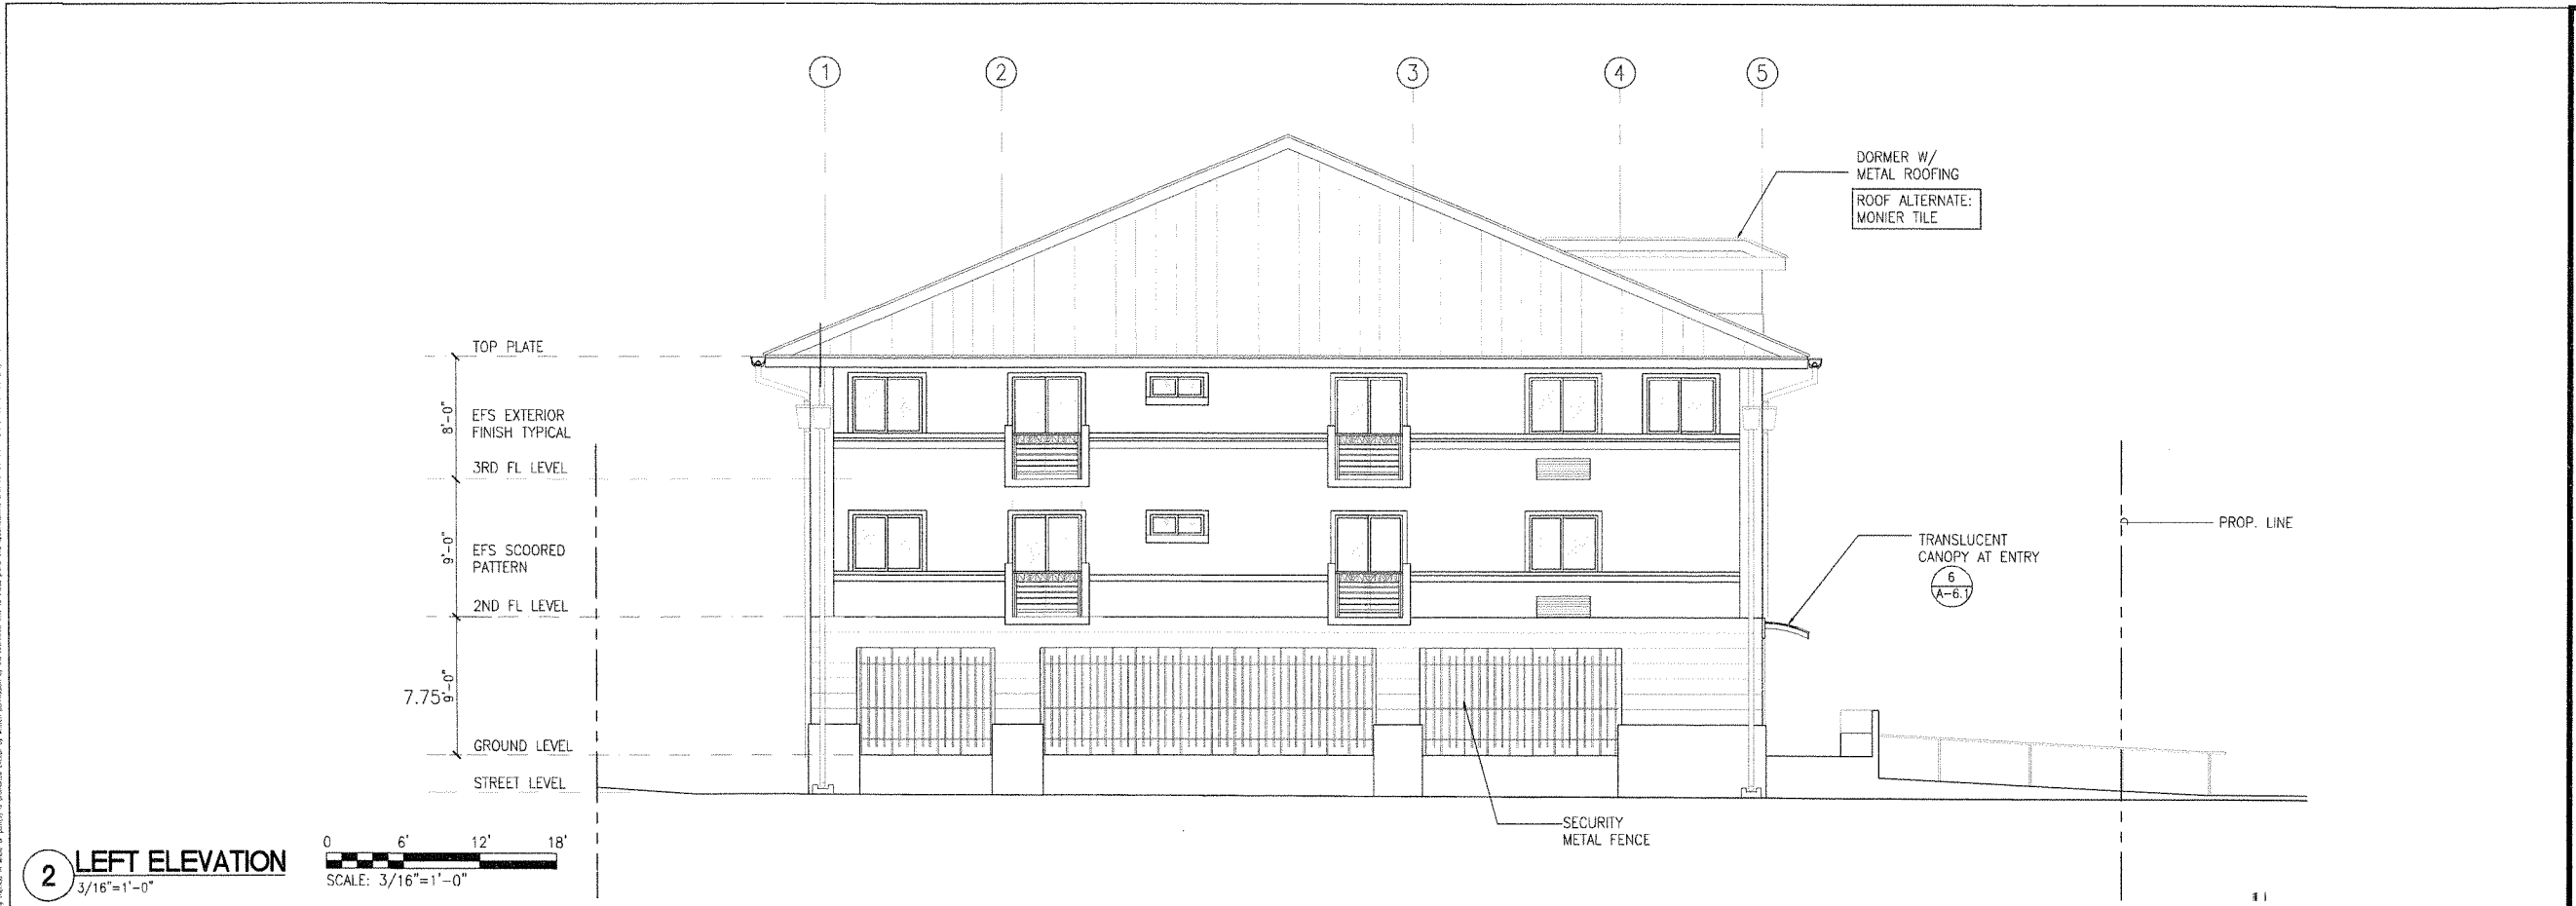 1
2
3
4
5
DORMER W/
METAL ROOFING
ROOF ALTERNATE:
MONIER TILE
TOP PLATE
8'-0"
EFS EXTERIOR
FINISH TYPICAL
3RD FL LEVEL
9'-0"
EFS SCOORED
PATTERN
2ND FL LEVEL
7.75
9'-0"
GROUND LEVEL
STREET LEVEL
PROP. LINE
TRANSLUCENT
CANOPY AT ENTRY
6
A-6.1
SECURITY
METAL FENCE
2
LEFT ELEVATION
3/16"=1'-0"
0 6' 12' 18'
SCALE: 3/16"=1'-0"